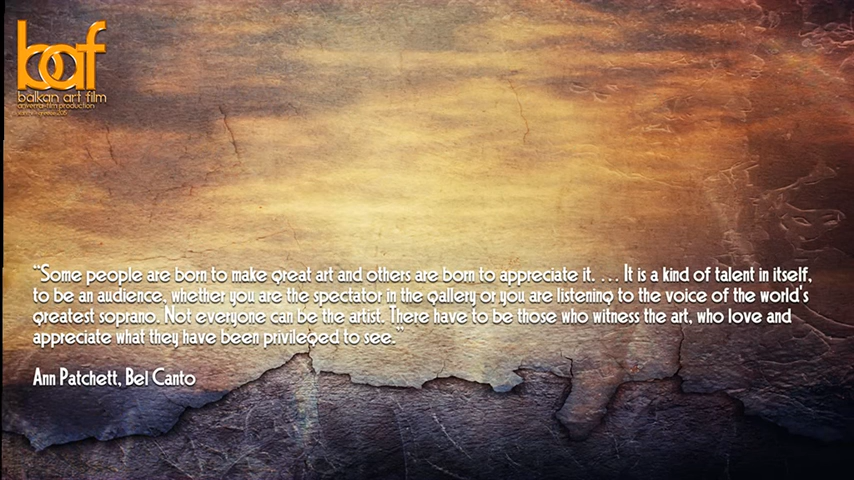 baf
balkan art film
“Some people are born to make great art and others are born to appreciate it. … It is a kind of talent in itself,
to be an audience, whether you are the spectator in the gallery or you are listening to the voice of the world's
greatest soprano. Not everyone can be the artist. There have to be those who witness the art, who love and
appreciate what they have been privileged to see.”
Ann Patchett, Bel Canto